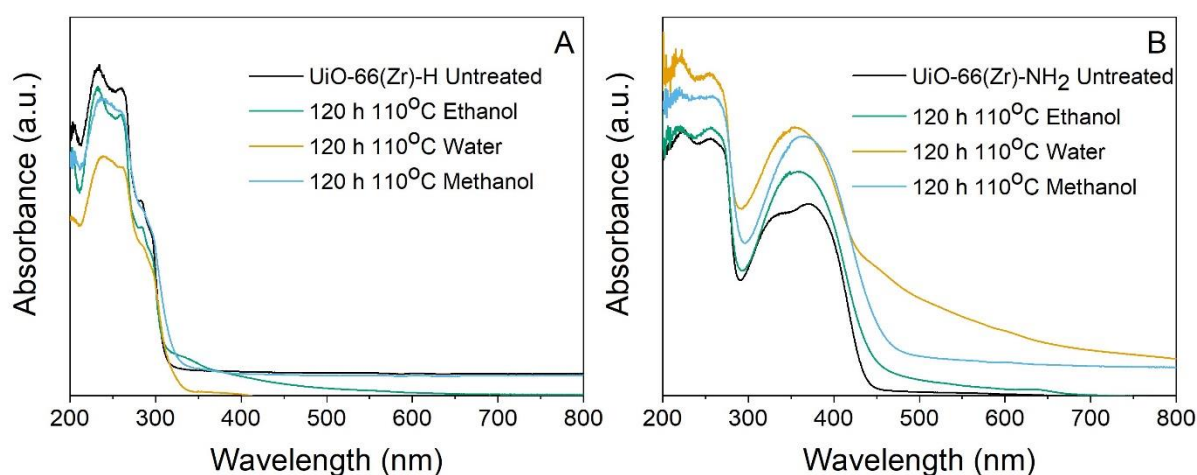 A
UiO-66(Zr)-H Untreated
120 h 110°C Ethanol
120 h 110°C Water
120 h 110°C Methanol
Absorbance (a.u.)
200 300 400 500 600 700 800
Wavelength (nm)
B
UiO-66(Zr)-NH₂ Untreated
120 h 110°C Ethanol
120 h 110°C Water
120 h 110°C Methanol
Absorbance (a.u.)
200 300 400 500 600 700 800
Wavelength (nm)